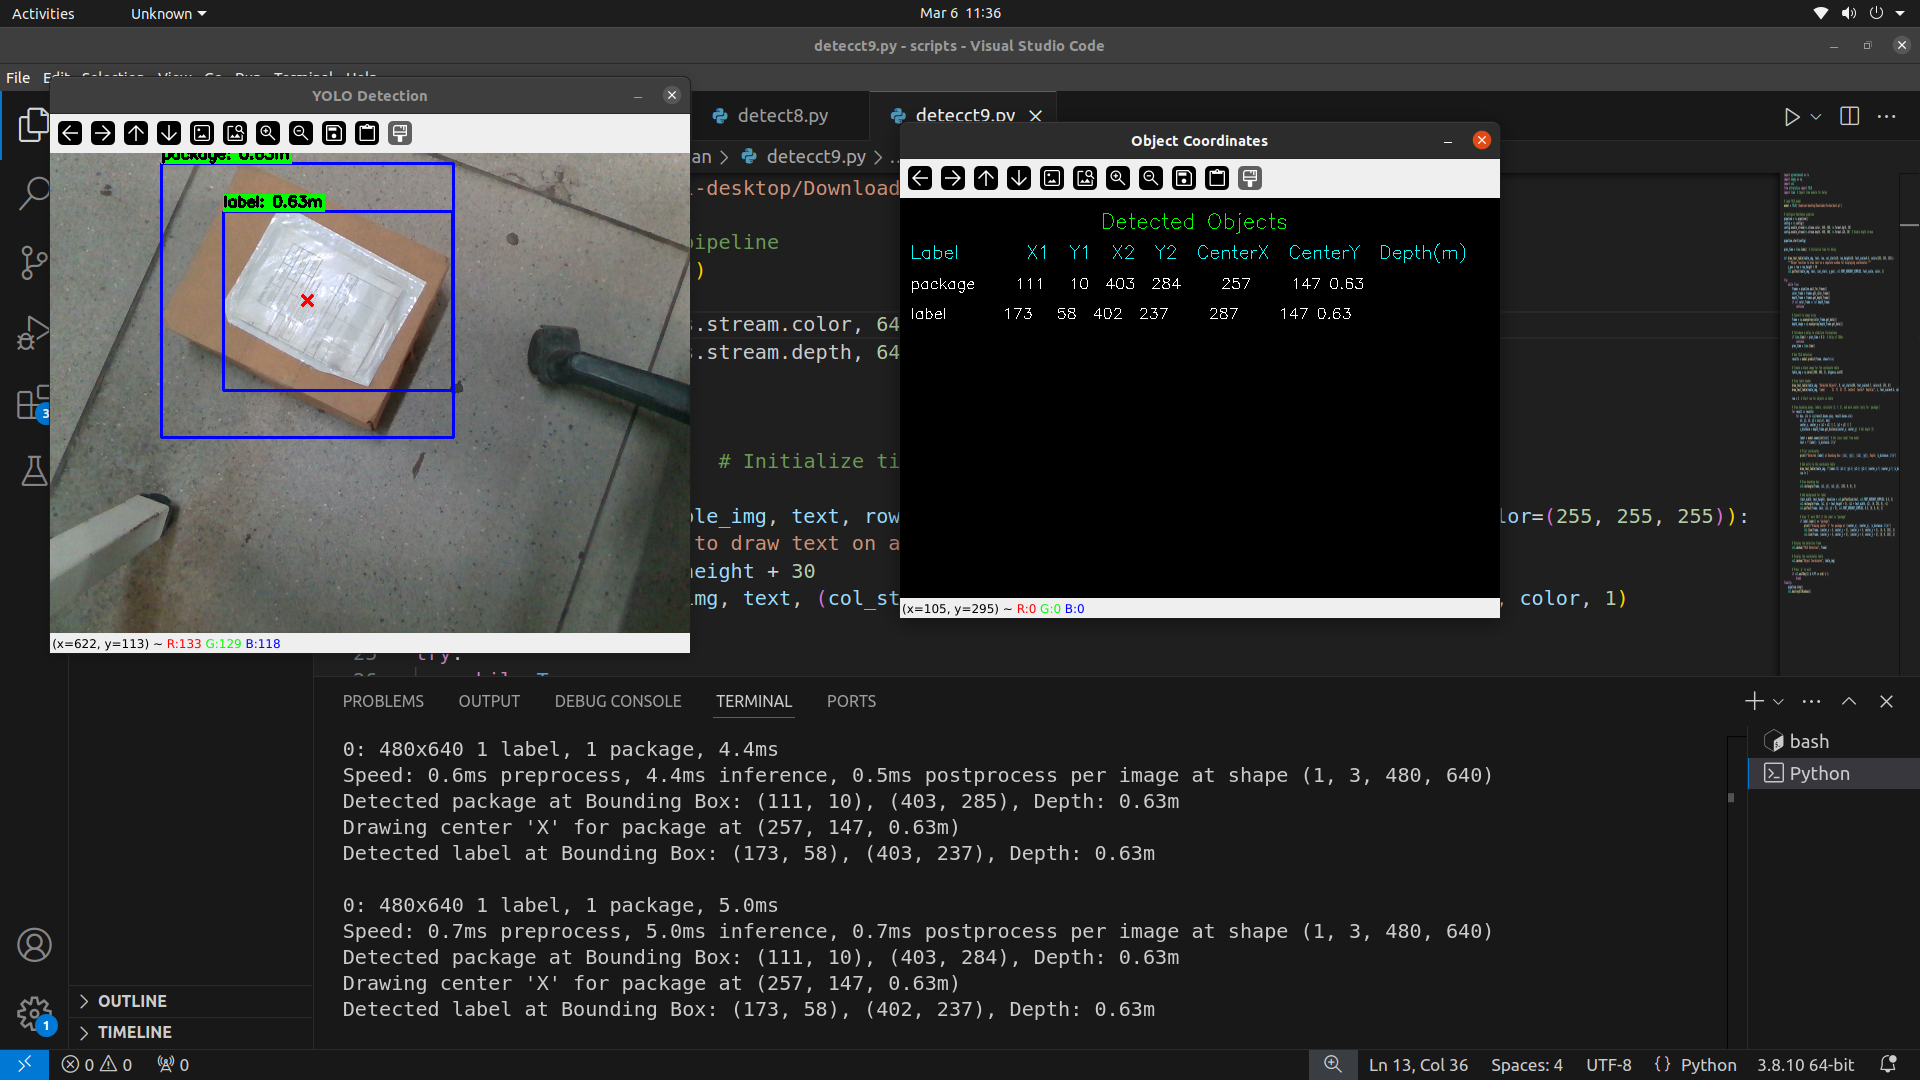 Activities Unknown Mar 6 11:36
detecct9.py - scripts - Visual Studio Code
File Edit Selection View Go Run Terminal Help
YOLO Detection
package: 0.63m
label: 0.63m
(x=622, y=113) ~ R:133 G:129 B:118
detect8.py detecct9.py
an > detecct9.py > ..
l-desktop/Download
ipeline
)
s.stream.color, 64
s.stream.depth, 64
# Initialize ti
ble_img, text, row lor=(255, 255, 255)):
to draw text on a
height + 30
img, text, (col_st , color, 1)
25 try:
26 while T
Object Coordinates
Detected Objects
Label X1 Y1 X2 Y2 CenterX CenterY Depth(m)
package 111 10 403 284 257 147 0.63
label 173 58 402 237 287 147 0.63
(x=105, y=295) ~ R:0 G:0 B:0
PROBLEMS OUTPUT DEBUG CONSOLE TERMINAL PORTS
0: 480x640 1 label, 1 package, 4.4ms
Speed: 0.6ms preprocess, 4.4ms inference, 0.5ms postprocess per image at shape (1, 3, 480, 640)
Detected package at Bounding Box: (111, 10), (403, 285), Depth: 0.63m
Drawing center 'X' for package at (257, 147, 0.63m)
Detected label at Bounding Box: (173, 58), (403, 237), Depth: 0.63m
0: 480x640 1 label, 1 package, 5.0ms
Speed: 0.7ms preprocess, 5.0ms inference, 0.7ms postprocess per image at shape (1, 3, 480, 640)
Detected package at Bounding Box: (111, 10), (403, 284), Depth: 0.63m
Drawing center 'X' for package at (257, 147, 0.63m)
Detected label at Bounding Box: (173, 58), (402, 237), Depth: 0.63m
bash
Python
3
1
OUTLINE
TIMELINE
0 0 0 Ln 13, Col 36 Spaces: 4 UTF-8 {} Python 3.8.10 64-bit